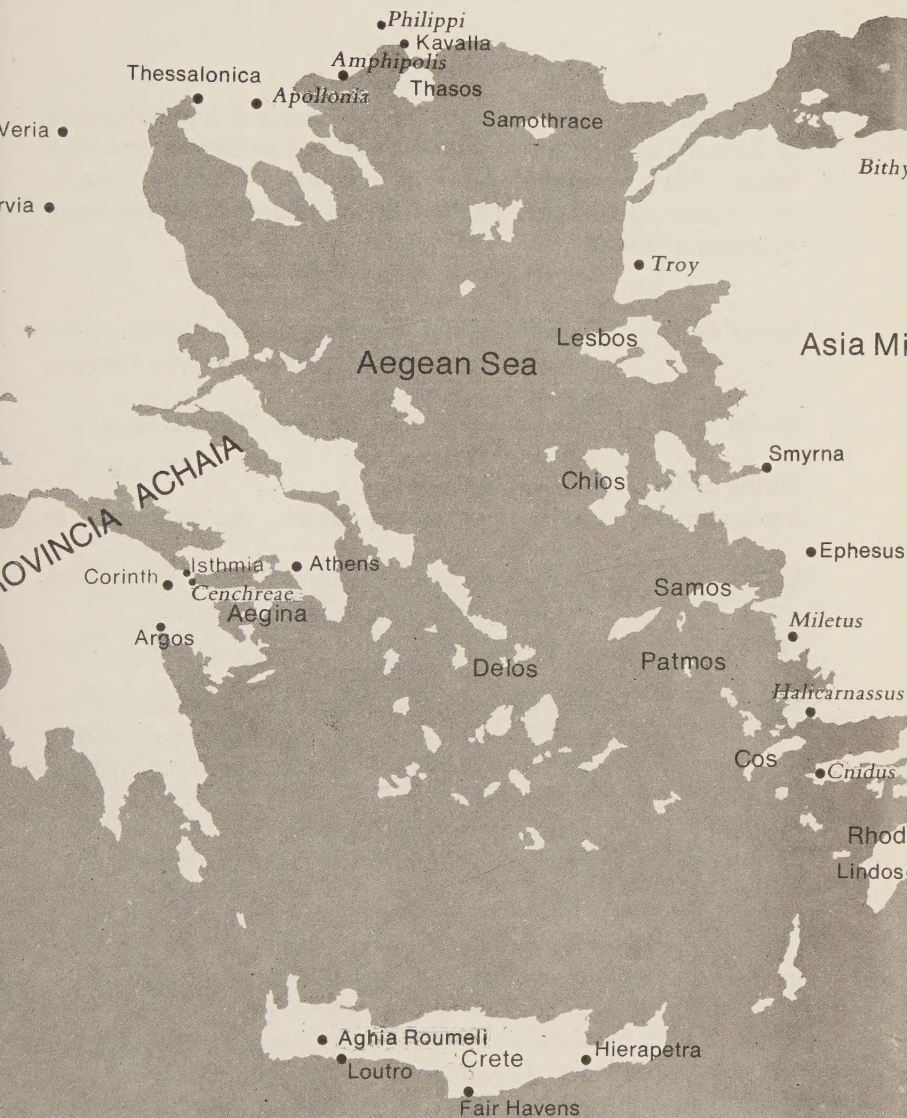 Philippi
Kavalla
Amphipolis
Thessalonica
Thasos
Apollonia
Samothrace
Veria
Bithy
rvia
Troy
Lesbos
Asia Mi
Aegean Sea
Smyrna
Chios
ROVINCIA ACHAIA
Ephesus
Isthmia
Athens
Corinth
Cenchreae
Samos
Aegina
Miletus
Argos
Delos
Patmos
Halicarnassus
Cos
Cnidus
Rhod
Lindos
Aghia Roumeli
Hierapetra
Crete
Loutro
Fair Havens